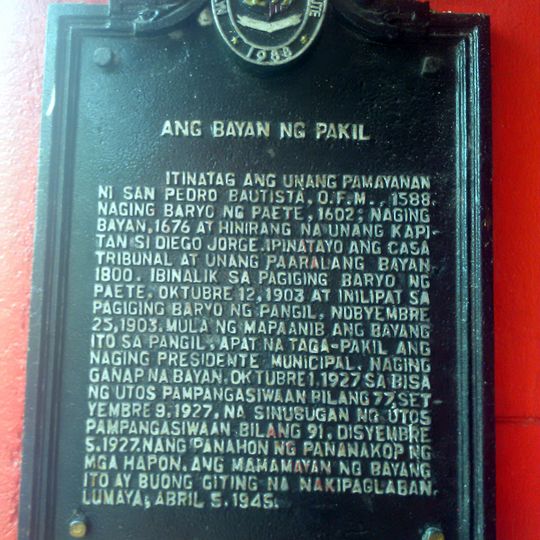 1988
ANG BAYAN NG PAKIL
ITINATAG ANG UNANG PAMAYANAN
NI SAN PEDRO BAUTISTA, O.F.M., 1588.
NAGING BARYO NG PAETE, 1602; NAGING
BAYAN, 1676 AT HINIRANG NA UNANG KAPI-
TAN SI DIEGO JORGE. IPINATAYO ANG CASA
TRIBUNAL AT UNANG PAARALANG BAYAN
1800. IBINALIK SA PAGIGING BARYO NG
PAETE, OKTUBRE 12, 1903 AT INILIPAT SA
PAGIGING BARYO NG PANGIL, NOBYEMBRE
25, 1903. MULA NG MAPAANIB ANG BAYANG
ITO SA PANGIL, APAT NA TAGA-PAKIL ANG
NAGING PRESIDENTE MUNICIPAL. NAGING
GANAP NA BAYAN, OKTUBRE 1, 1927 SA BISA
NG UTOS PAMPANGASIWAAN BILANG 77, SET
YEMBRE 9, 1927, NA SINUSUGAN NG UTOS
PAMPANGASIWAAN BILANG 91, DISYEMBRE
5, 1927. NANG PANAHON NG PANANAKOP NG
MGA HAPON, ANG MAMAMAYAN NG BAYANG
ITO AY BUONG GITING NA NAKIPAGLABAN.
LUMAYA, ABRIL 5, 1945.